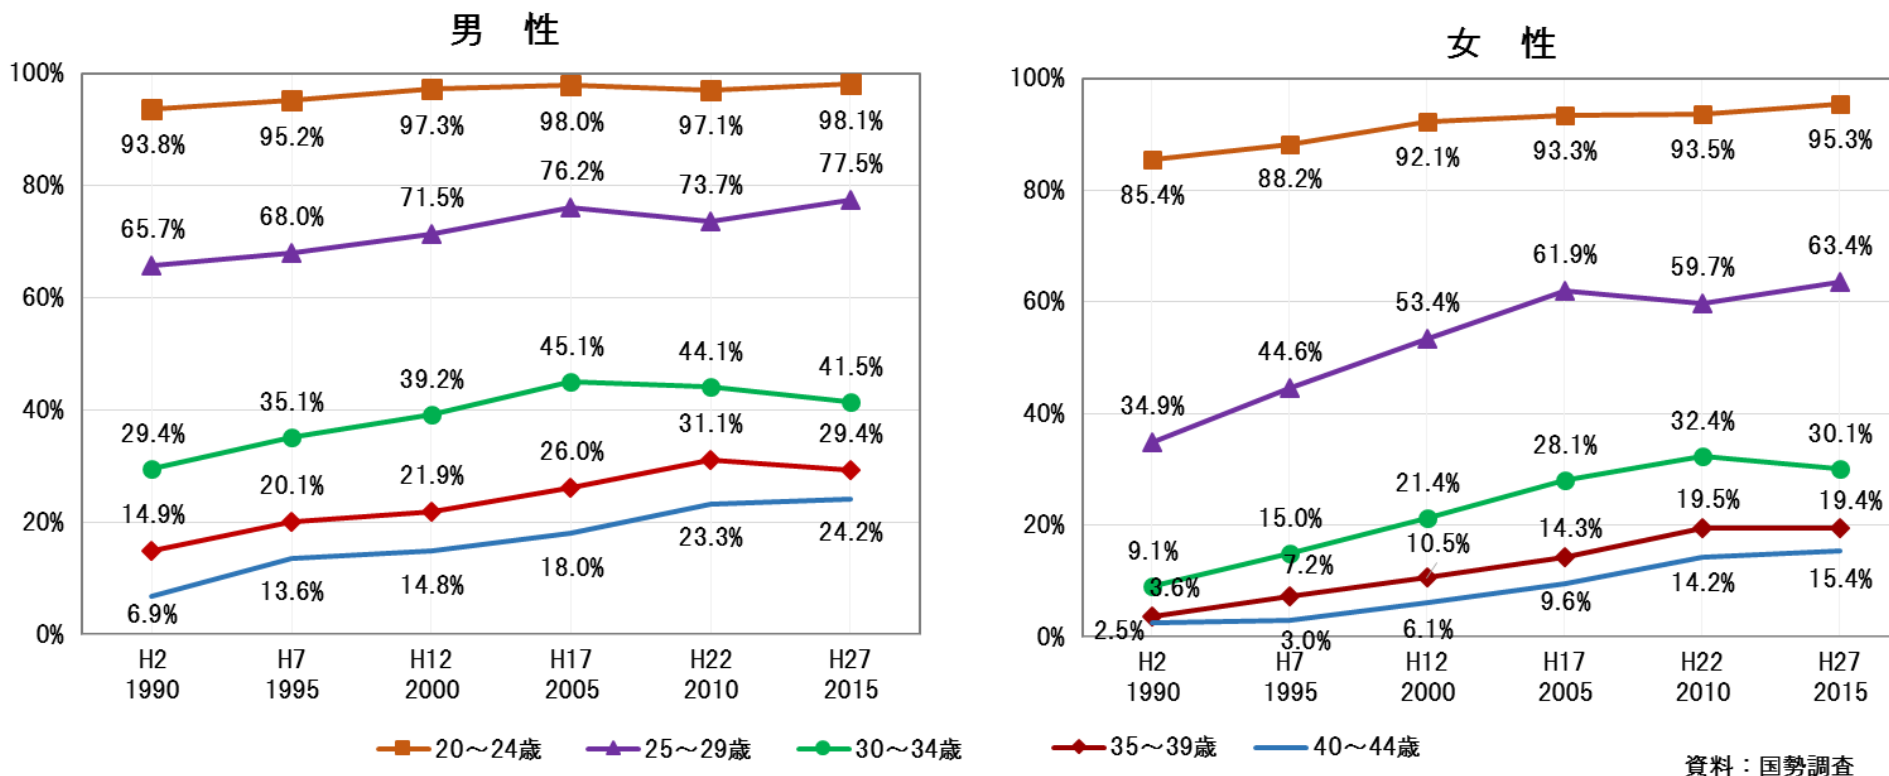 男　性
100%
80%
60%
40%
20%
0%
93.8% 95.2% 97.3% 98.0% 97.1% 98.1%
65.7% 68.0% 71.5% 76.2% 73.7% 77.5%
29.4% 35.1% 39.2% 45.1% 44.1% 41.5%
14.9% 20.1% 21.9% 26.0% 31.1% 29.4%
6.9% 13.6% 14.8% 18.0% 23.3% 24.2%
H2 H7 H12 H17 H22 H27
1990 1995 2000 2005 2010 2015
女　性
100%
80%
60%
40%
20%
0%
85.4% 88.2% 92.1% 93.3% 93.5% 95.3%
34.9% 44.6% 53.4% 61.9% 59.7% 63.4%
9.1% 15.0% 21.4% 28.1% 32.4% 30.1%
3.6% 7.2% 10.5% 14.3% 19.5% 19.4%
2.5% 3.0% 6.1% 9.6% 14.2% 15.4%
H2 H7 H12 H17 H22 H27
1990 1995 2000 2005 2010 2015
20～24歳 25～29歳 30～34歳 35～39歳 40～44歳
資料：国勢調査